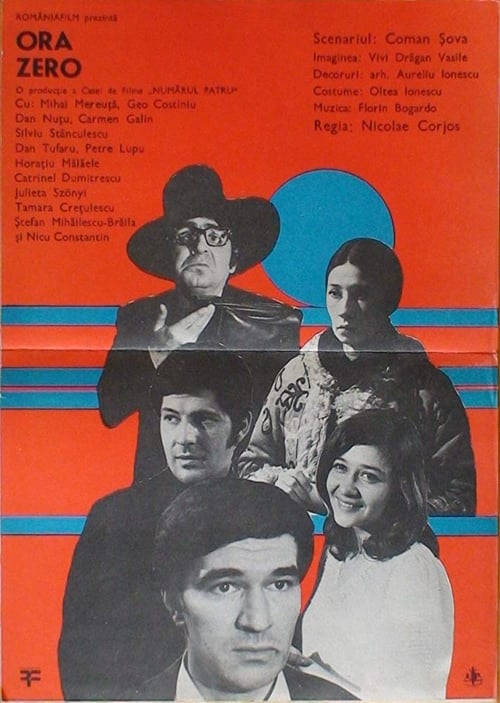 ROMÂNIAFILM prezintă
ORA
ZERO
O producție a Casei de Filme „NUMĂRUL PATRU”
Cu: Mihai Mereuță, Geo Costiniu
Dan Nuțu, Carmen Galin
Silviu Stănculescu
Dan Tufaru, Petre Lupu
Horațiu Mălăele
Catrinel Dumitrescu
Julieta Szönyi
Tamara Crețulescu
Ștefan Mihăilescu-Brăila
și Nicu Constantin
Scenariul: Coman Șova
Imaginea: Vivi Drăgan Vasile
Decoruri: arh. Aureliu Ionescu
Costume: Oltea Ionescu
Muzica: Florin Bogardo
Regia: Nicolae Corjos